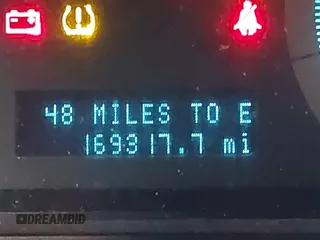 48 MILES TO E
169317.7 mi
DREAMBID